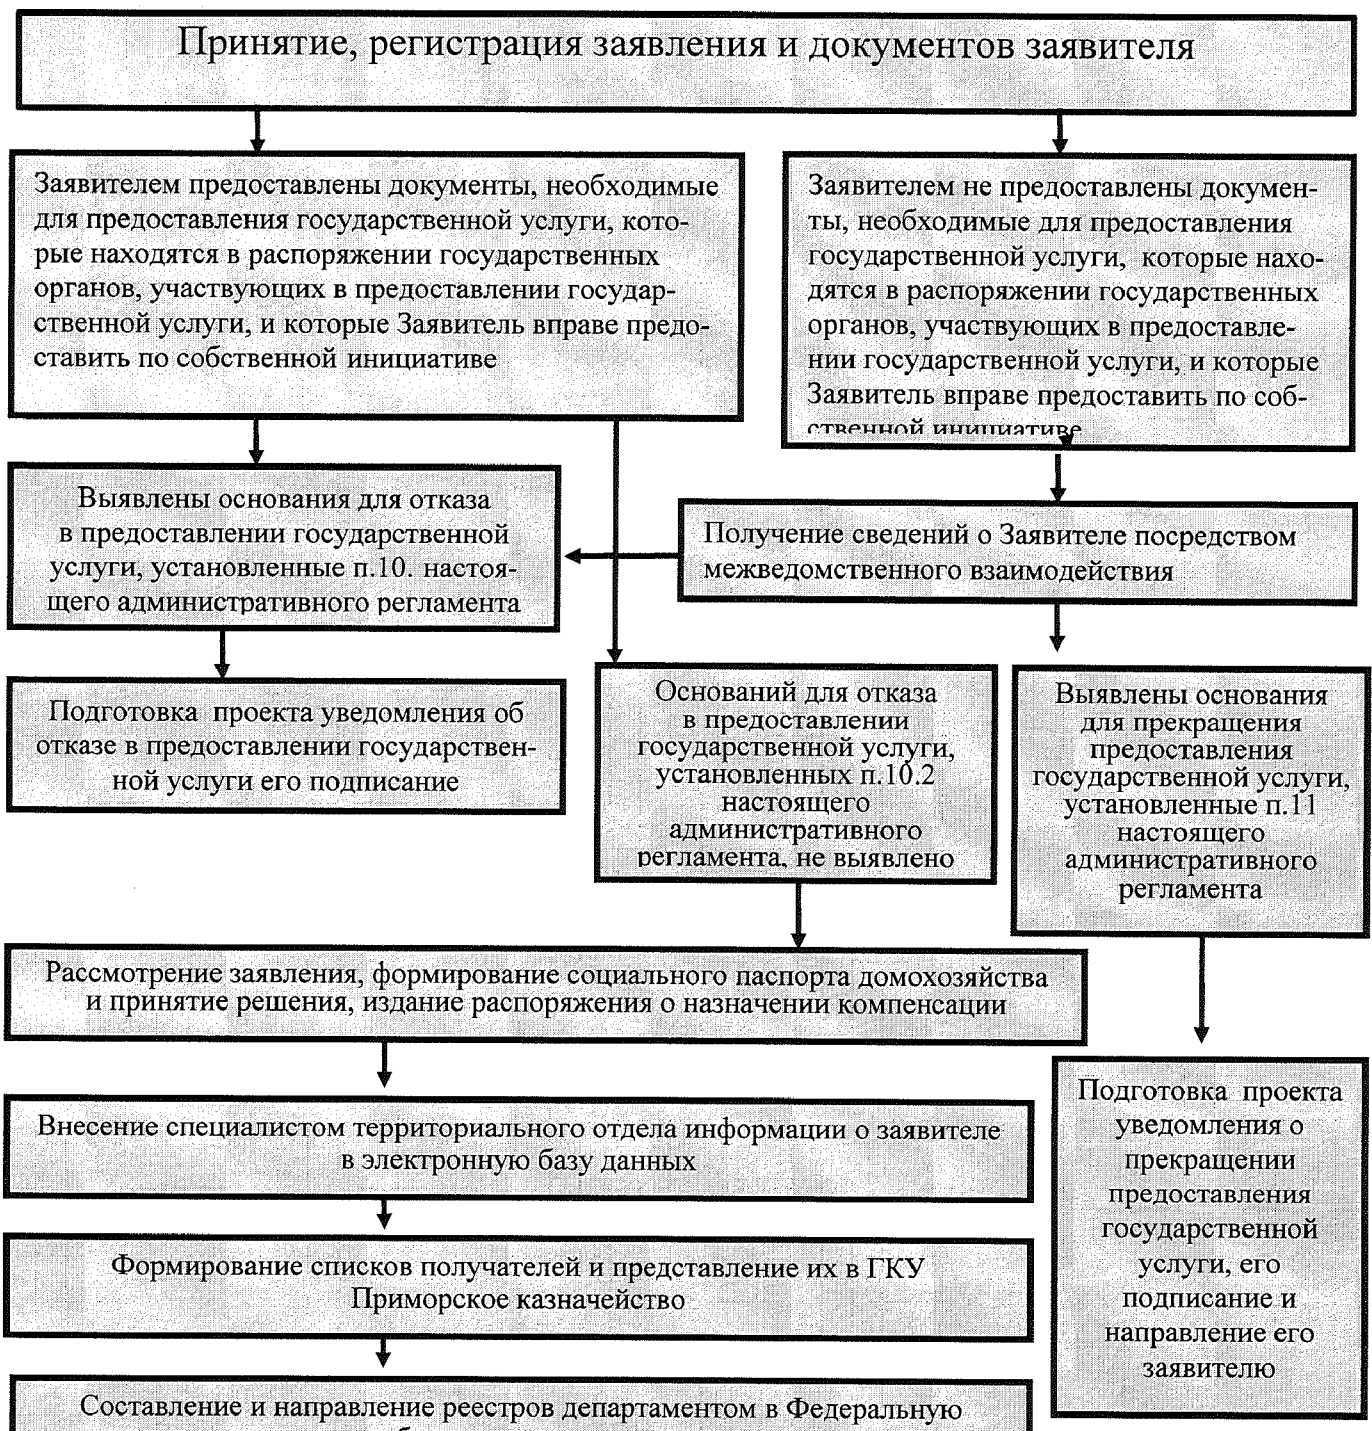 Принятие, регистрация заявления и документов заявителя
Заявителем предоставлены документы, необходимые
для предоставления государственной услуги, кото-
рые находятся в распоряжении государственных
органов, участвующих в предоставлении государ-
ственной услуги, и которые Заявитель вправе предо-
ставить по собственной инициативе
Заявителем не предоставлены докумен-
ты, необходимые для предоставления
государственной услуги, которые нахо-
дятся в распоряжении государственных
органов, участвующих в предоставле-
нии государственной услуги, и которые
Заявитель вправе предоставить по соб-
ственной инициативе
Выявлены основания для отказа
в предоставлении государственной
услуги, установленные п.10. настоя-
щего административного регламента
Получение сведений о Заявителе посредством
межведомственного взаимодействия
Подготовка проекта уведомления об
отказе в предоставлении государствен-
ной услуги его подписание
Оснований для отказа
в предоставлении
государственной услуги,
установленных п.10.2
настоящего
административного
регламента, не выявлено
Выявлены основания
для прекращения
предоставления
государственной услуги,
установленные п.11
настоящего
административного
регламента
Рассмотрение заявления, формирование социального паспорта домохозяйства
и принятие решения, издание распоряжения о назначении компенсации
Внесение специалистом территориального отдела информации о заявителе
в электронную базу данных
Формирование списков получателей и представление их в ГКУ
Приморское казначейство
Подготовка проекта
уведомления о
прекращении
предоставления
государственной
услуги, его
подписание и
направление его
заявителю
Составление и направление реестров департаментом в Федеральную